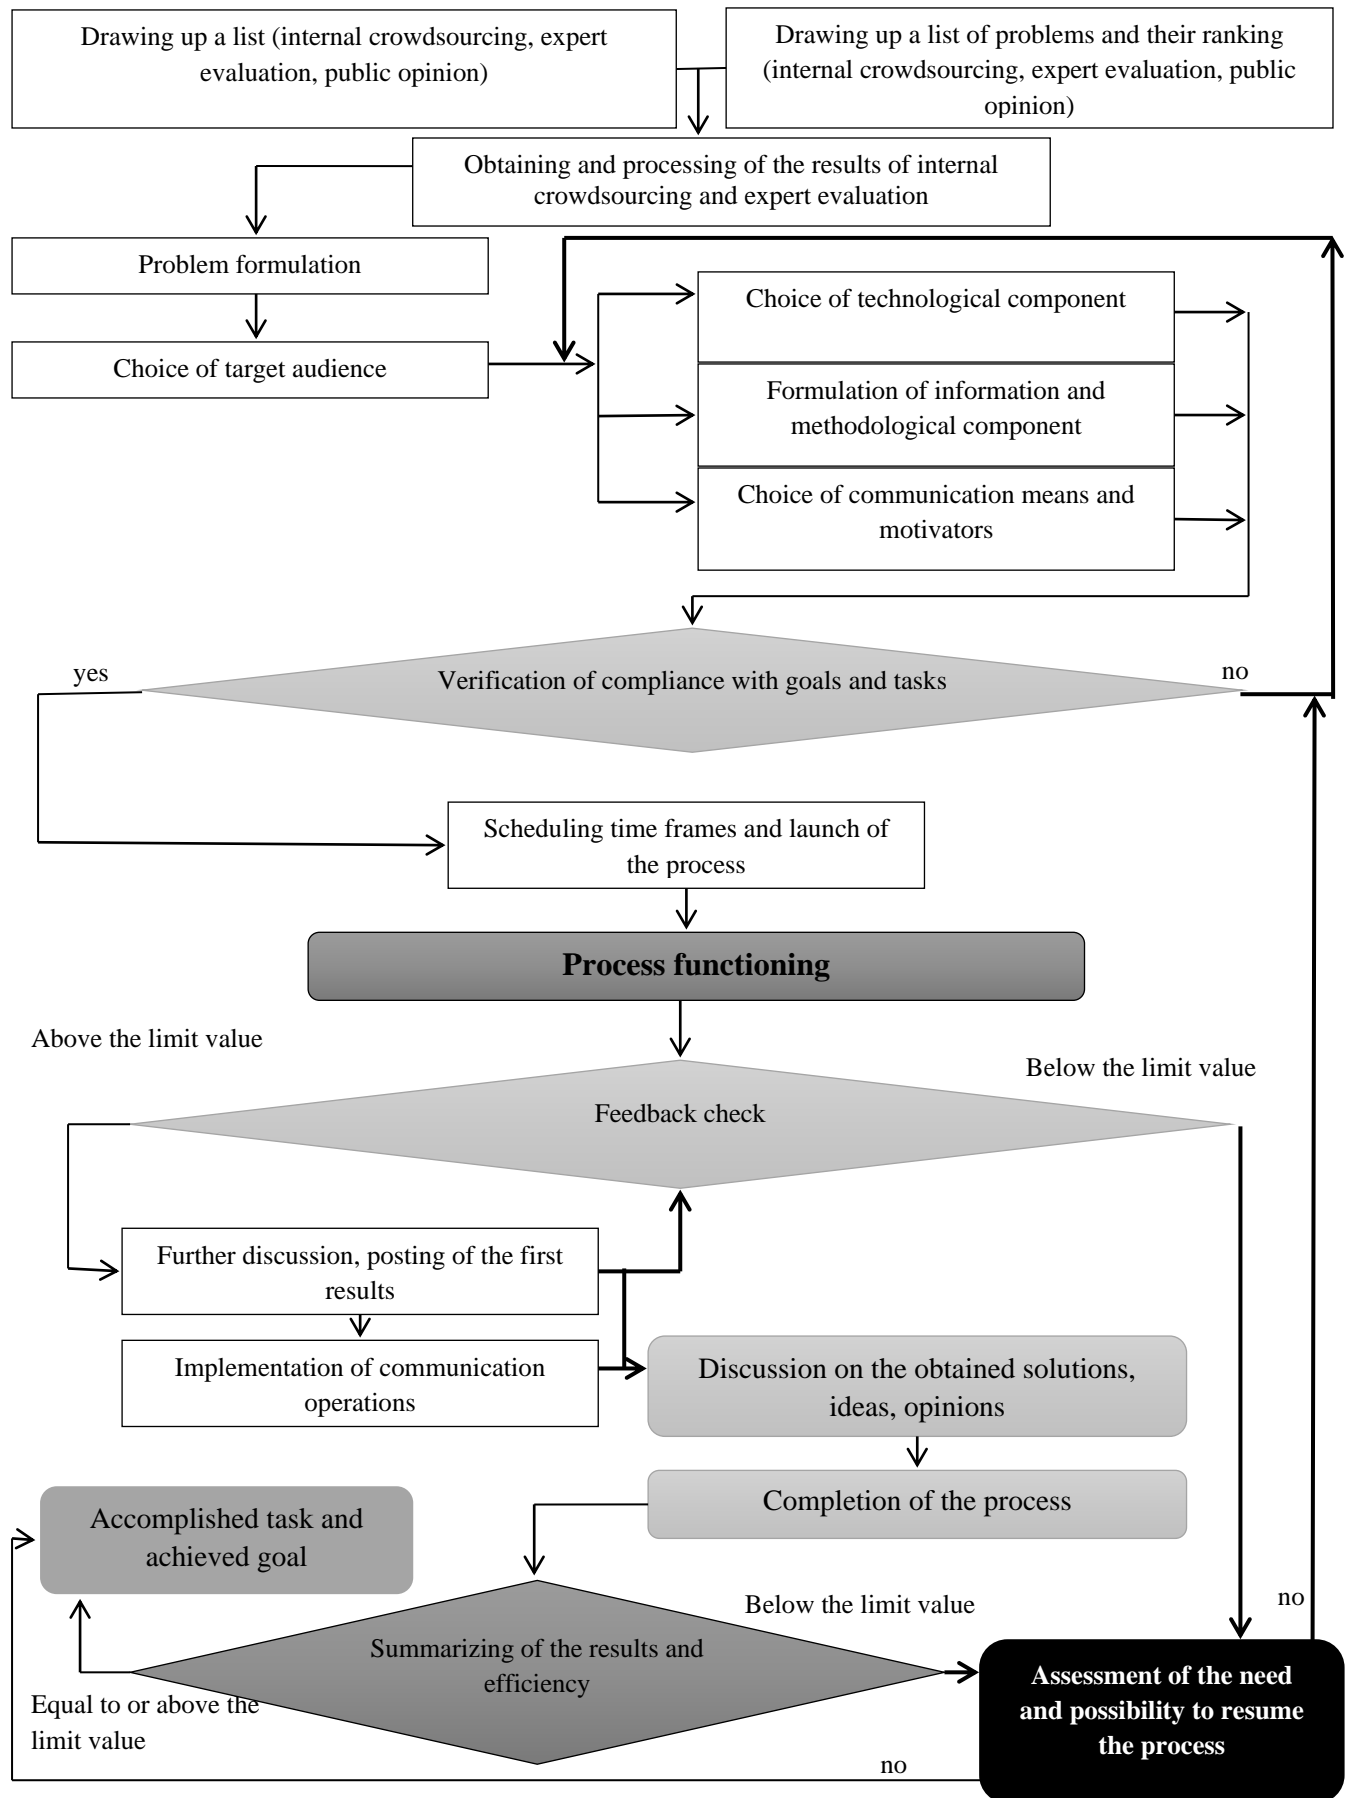 Drawing up a list (internal crowdsourcing, expert
evaluation, public opinion)
Drawing up a list of problems and their ranking
(internal crowdsourcing, expert evaluation, public
opinion)
Obtaining and processing of the results of internal
crowdsourcing and expert evaluation
Problem formulation
Choice of target audience
Choice of technological component
Formulation of information and
methodological component
Choice of communication means and
motivators
yes
Verification of compliance with goals and tasks
no
Scheduling time frames and launch of
the process
Process functioning
Above the limit value
Below the limit value
Feedback check
Further discussion, posting of the first
results
Implementation of communication
operations
Discussion on the obtained solutions,
ideas, opinions
Completion of the process
Accomplished task and
achieved goal
Below the limit value
no
Summarizing of the results and
efficiency
Equal to or above the
limit value
Assessment of the need
and possibility to resume
the process
no